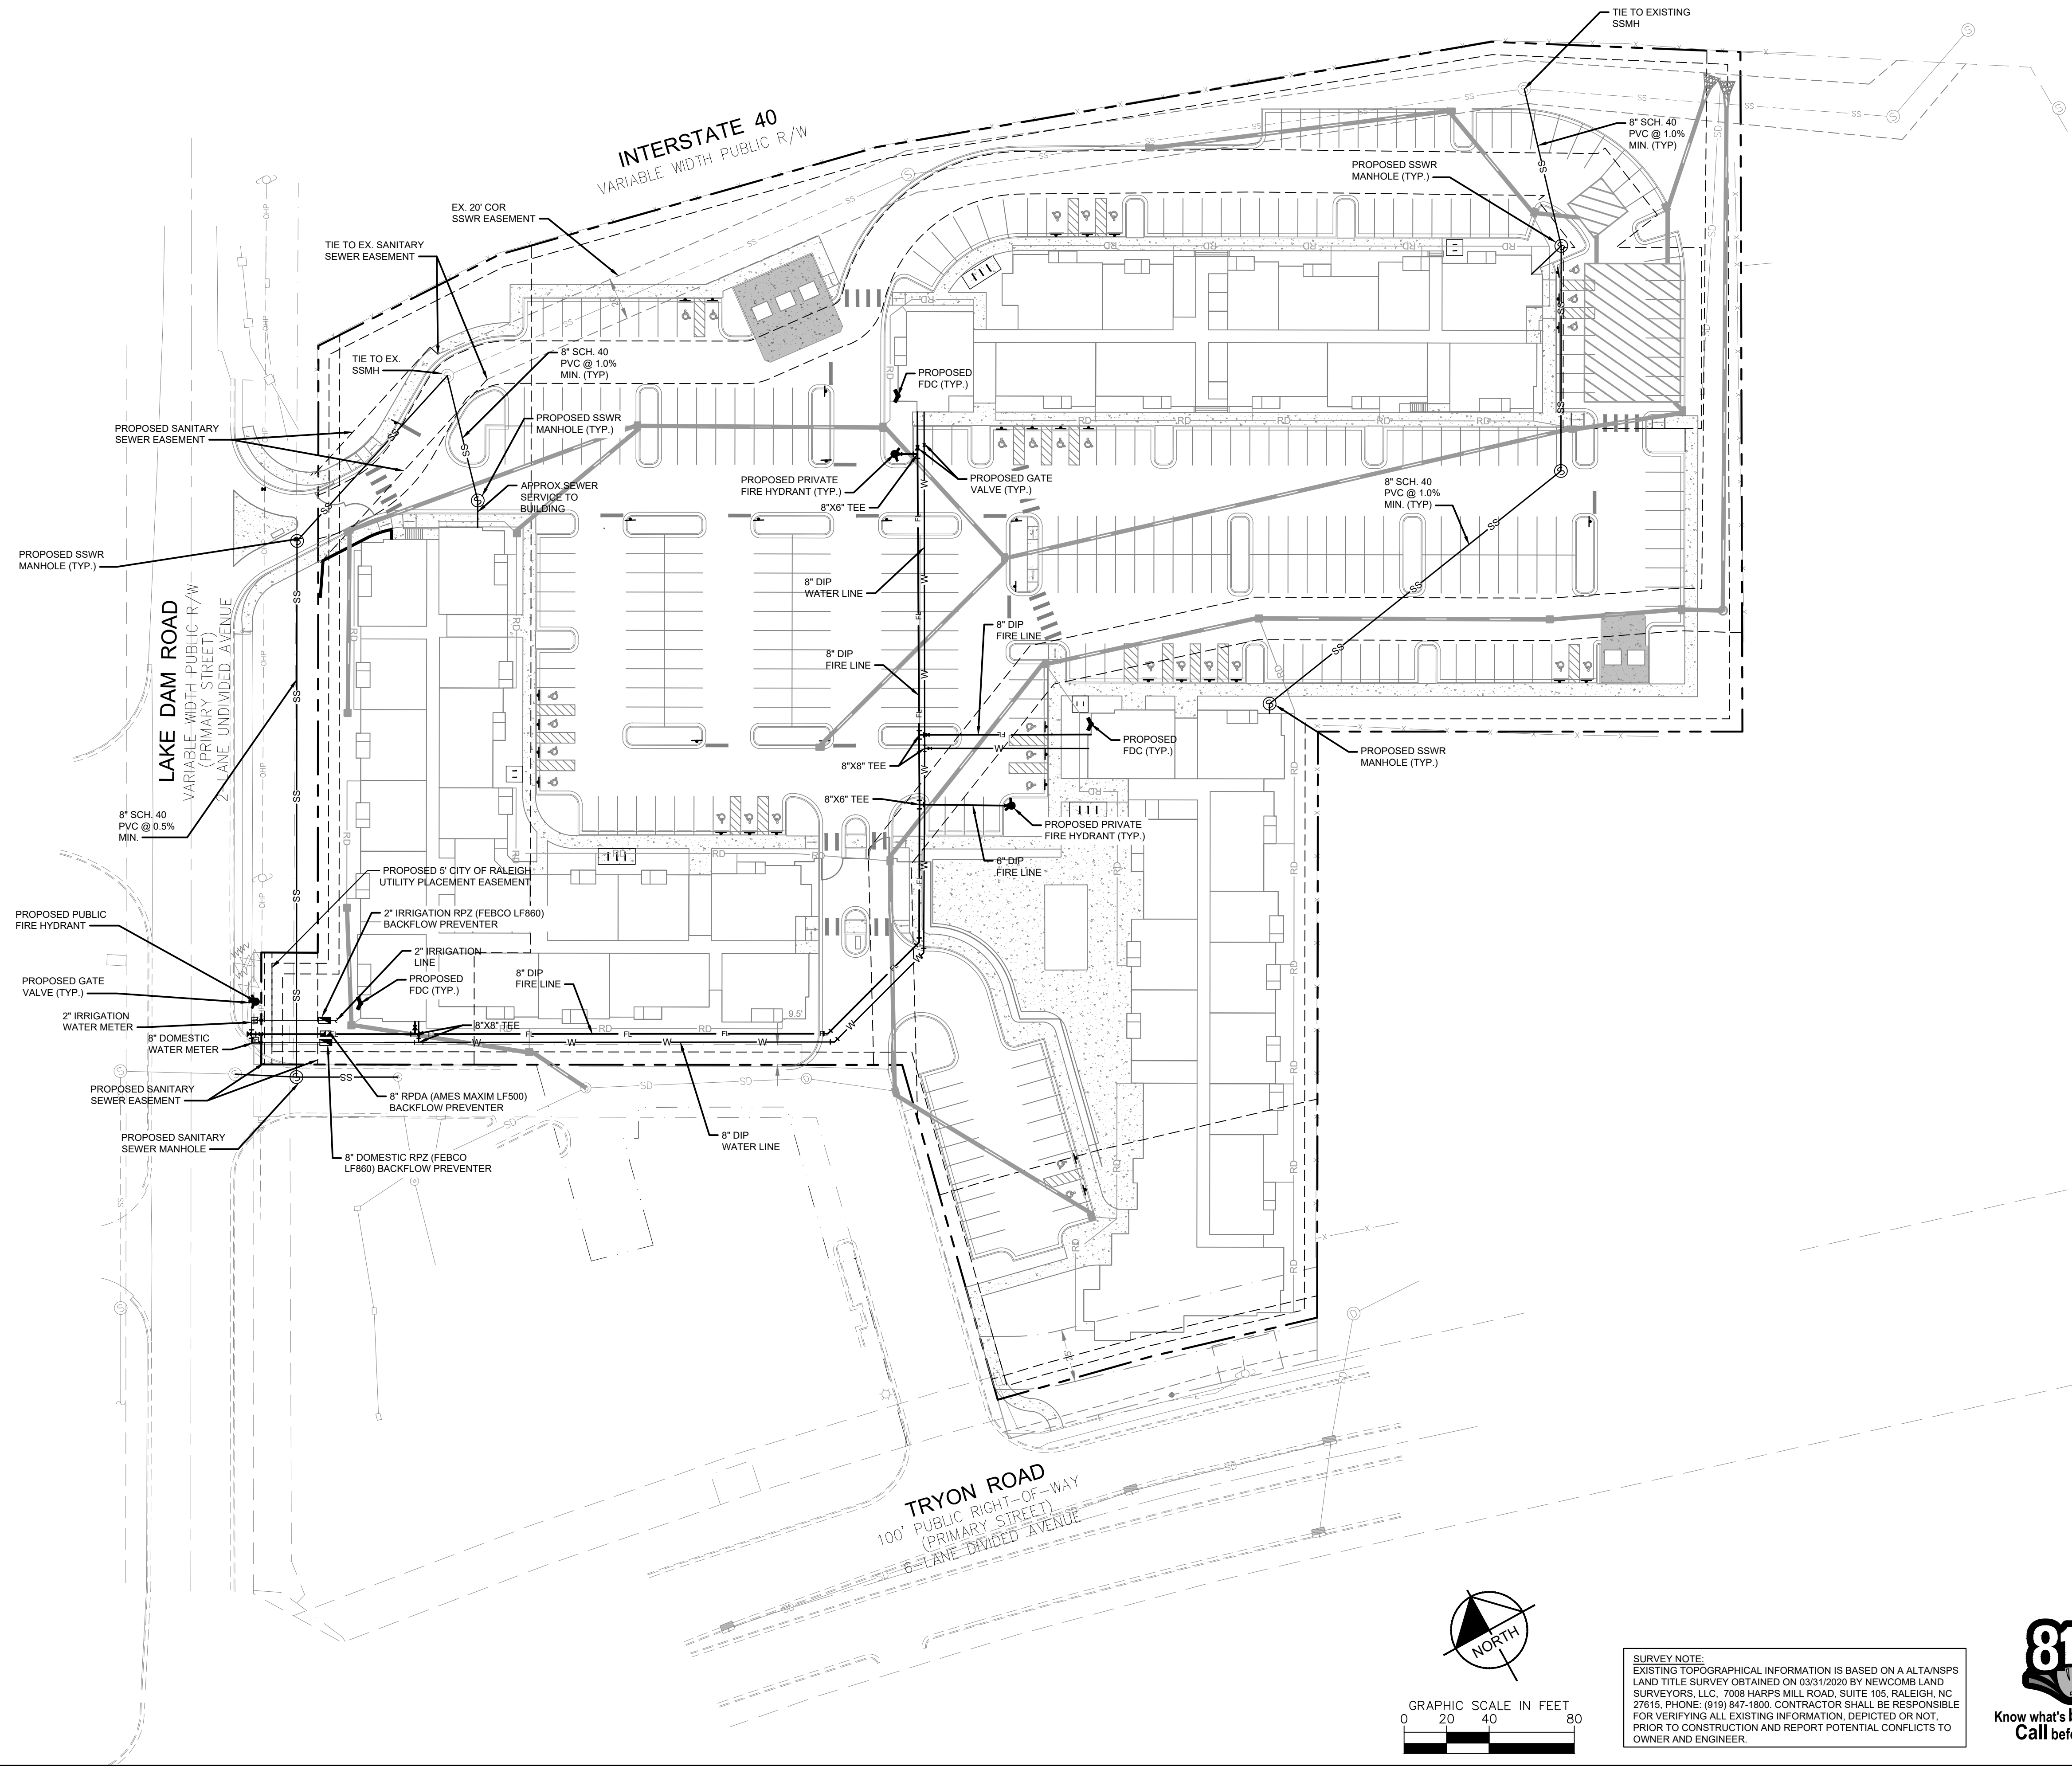 TIE TO EXISTING
SSMH
INTERSTATE 40
VARIABLE WIDTH PUBLIC R/W
8" SCH. 40
PVC @ 1.0%
MIN. (TYP)
PROPOSED SSWR
MANHOLE (TYP.)
EX. 20' COR
SSWR EASEMENT
TIE TO EX. SANITARY
SEWER EASEMENT
TIE TO EX.
SSMH
8" SCH. 40
PVC @ 1.0%
MIN. (TYP)
PROPOSED
FDC (TYP.)
PROPOSED SSWR
MANHOLE (TYP.)
PROPOSED SANITARY
SEWER EASEMENT
PROPOSED PRIVATE
FIRE HYDRANT (TYP.)
PROPOSED GATE
VALVE (TYP.)
8"X6" TEE
APPROX SEWER
SERVICE TO
BUILDING
8" SCH. 40
PVC @ 1.0%
MIN. (TYP)
PROPOSED SSWR
MANHOLE (TYP.)
8" DIP
WATER LINE
LAKE DAM ROAD
VARIABLE WIDTH PUBLIC R/W
(PRIMARY STREET)
2-LANE UNDIVIDED AVENUE
8" DIP
FIRE LINE
8" DIP
FIRE LINE
PROPOSED
FDC (TYP.)
PROPOSED SSWR
MANHOLE (TYP.)
8"X8" TEE
8"X6" TEE
8" SCH. 40
PVC @ 0.5%
MIN.
PROPOSED PRIVATE
FIRE HYDRANT (TYP.)
6" DIP
FIRE LINE
PROPOSED 5' CITY OF RALEIGH
UTILITY PLACEMENT EASEMENT
PROPOSED PUBLIC
FIRE HYDRANT
2" IRRIGATION RPZ (FEBCO LF860)
BACKFLOW PREVENTER
2" IRRIGATION
LINE
PROPOSED
FDC (TYP.)
8" DIP
FIRE LINE
PROPOSED GATE
VALVE (TYP.)
9.5'
2" IRRIGATION
WATER METER
8"X8" TEE
8" DOMESTIC
WATER METER
PROPOSED SANITARY
SEWER EASEMENT
8" RPDA (AMES MAXIM LF500)
BACKFLOW PREVENTER
PROPOSED SANITARY
SEWER MANHOLE
8" DIP
WATER LINE
8" DOMESTIC RPZ (FEBCO
LF860) BACKFLOW PREVENTER
TRYON ROAD
100' PUBLIC RIGHT-OF-WAY
(PRIMARY STREET)
6-LANE DIVIDED AVENUE
NORTH
GRAPHIC SCALE IN FEET
0 20 40 80
SURVEY NOTE:
EXISTING TOPOGRAPHICAL INFORMATION IS BASED ON A ALTA/NSPS
LAND TITLE SURVEY OBTAINED ON 03/31/2020 BY NEWCOMB LAND
SURVEYORS, LLC, 7008 HARPS MILL ROAD, SUITE 105, RALEIGH, NC
27615, PHONE: (919) 847-1800. CONTRACTOR SHALL BE RESPONSIBLE
FOR VERIFYING ALL EXISTING INFORMATION, DEPICTED OR NOT,
PRIOR TO CONSTRUCTION AND REPORT POTENTIAL CONFLICTS TO
OWNER AND ENGINEER.
Know what's
Call